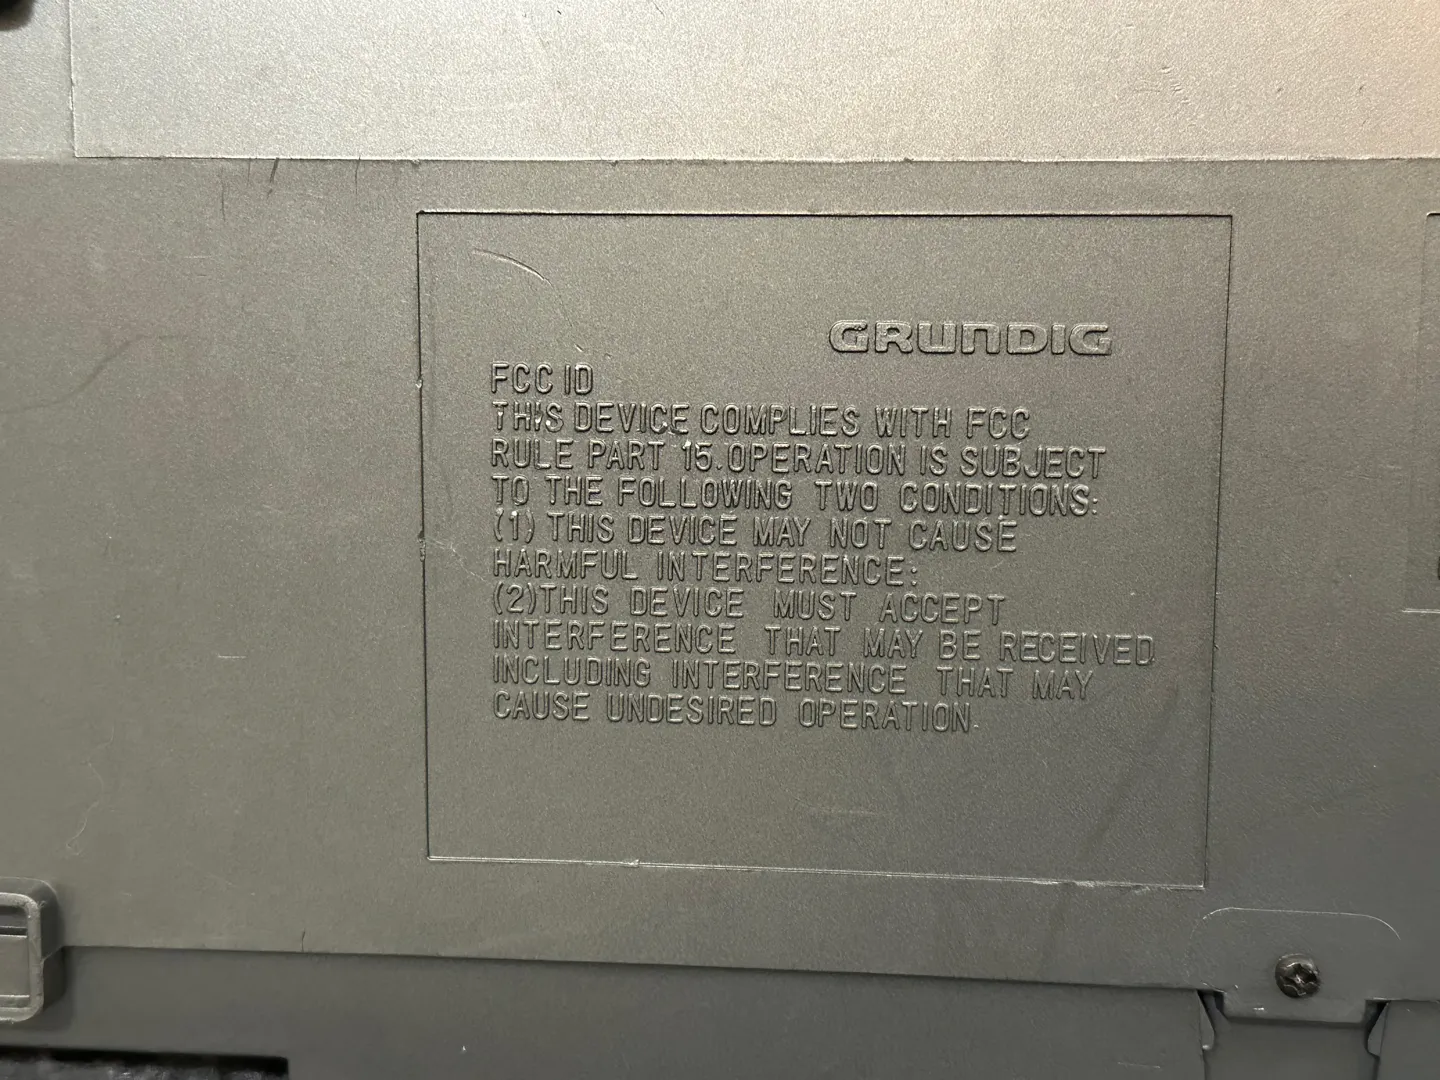 GRUNDIG
FCC ID
THIS DEVICE COMPLIES WITH FCC
RULE PART 15.OPERATION IS SUBJECT
TO THE FOLLOWING TWO CONDITIONS:
(1) THIS DEVICE MAY NOT CAUSE
HARMFUL INTERFERENCE:
(2)THIS DEVICE MUST ACCEPT
INTERFERENCE THAT MAY BE RECEIVED
INCLUDING INTERFERENCE THAT MAY
CAUSE UNDESIRED OPERATION.